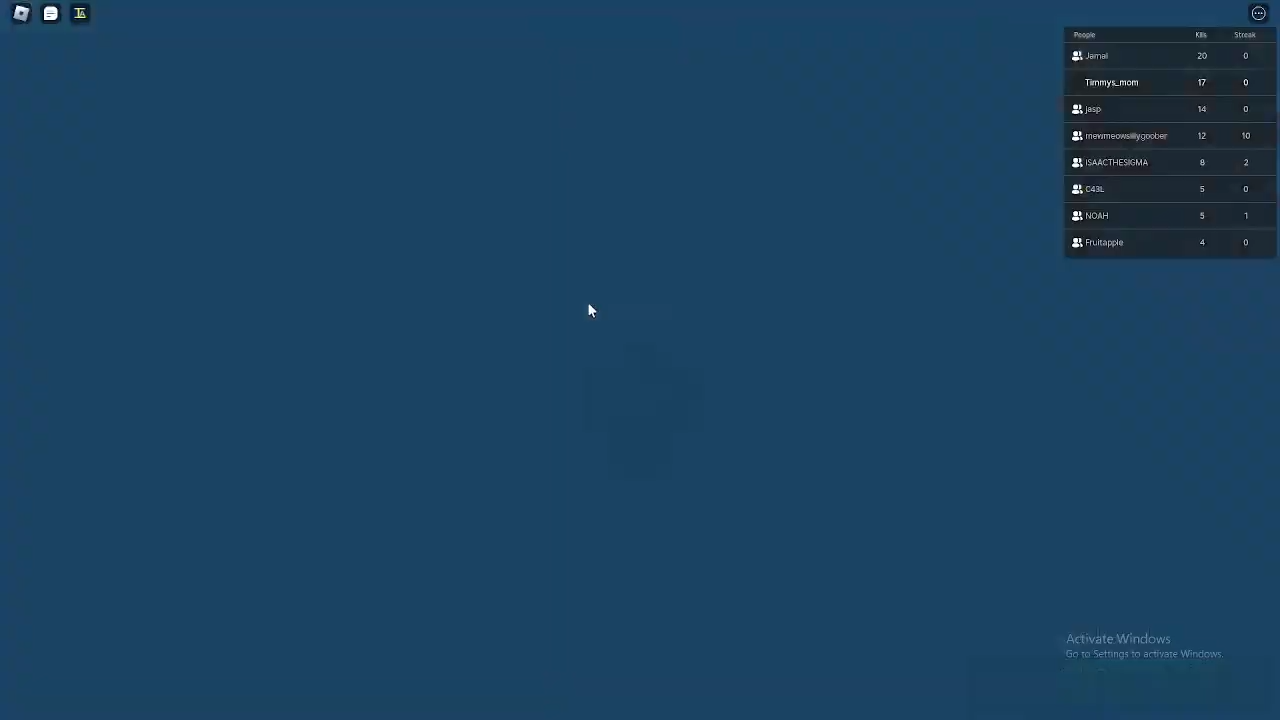 People Kills Streak
Jamal 20 0
Timmys_mom 17 0
jasp 14 0
mewmeowsillygoober 12 10
ISAACTHESIGMA 8 2
C43L 5 0
NOAH 5 1
Fruitapple 4 0
Activate Windows
Go to Settings to activate Windows.